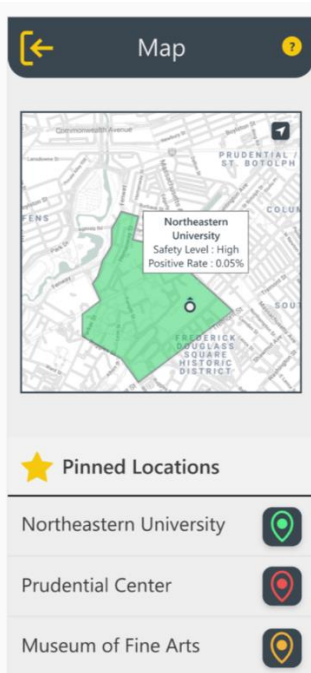 Map
?
Commonwealth Avenue
PRUDENTIAL /
ST. BOTOLPH
COLU
FENS
Northeastern
University
Safety Level : High
Positive Rate : 0.05%
SOUT
FREDERICK
DOUGLASS
SQUARE
HISTORIC
DISTRICT
Pinned Locations
Northeastern University
Prudential Center
Museum of Fine Arts